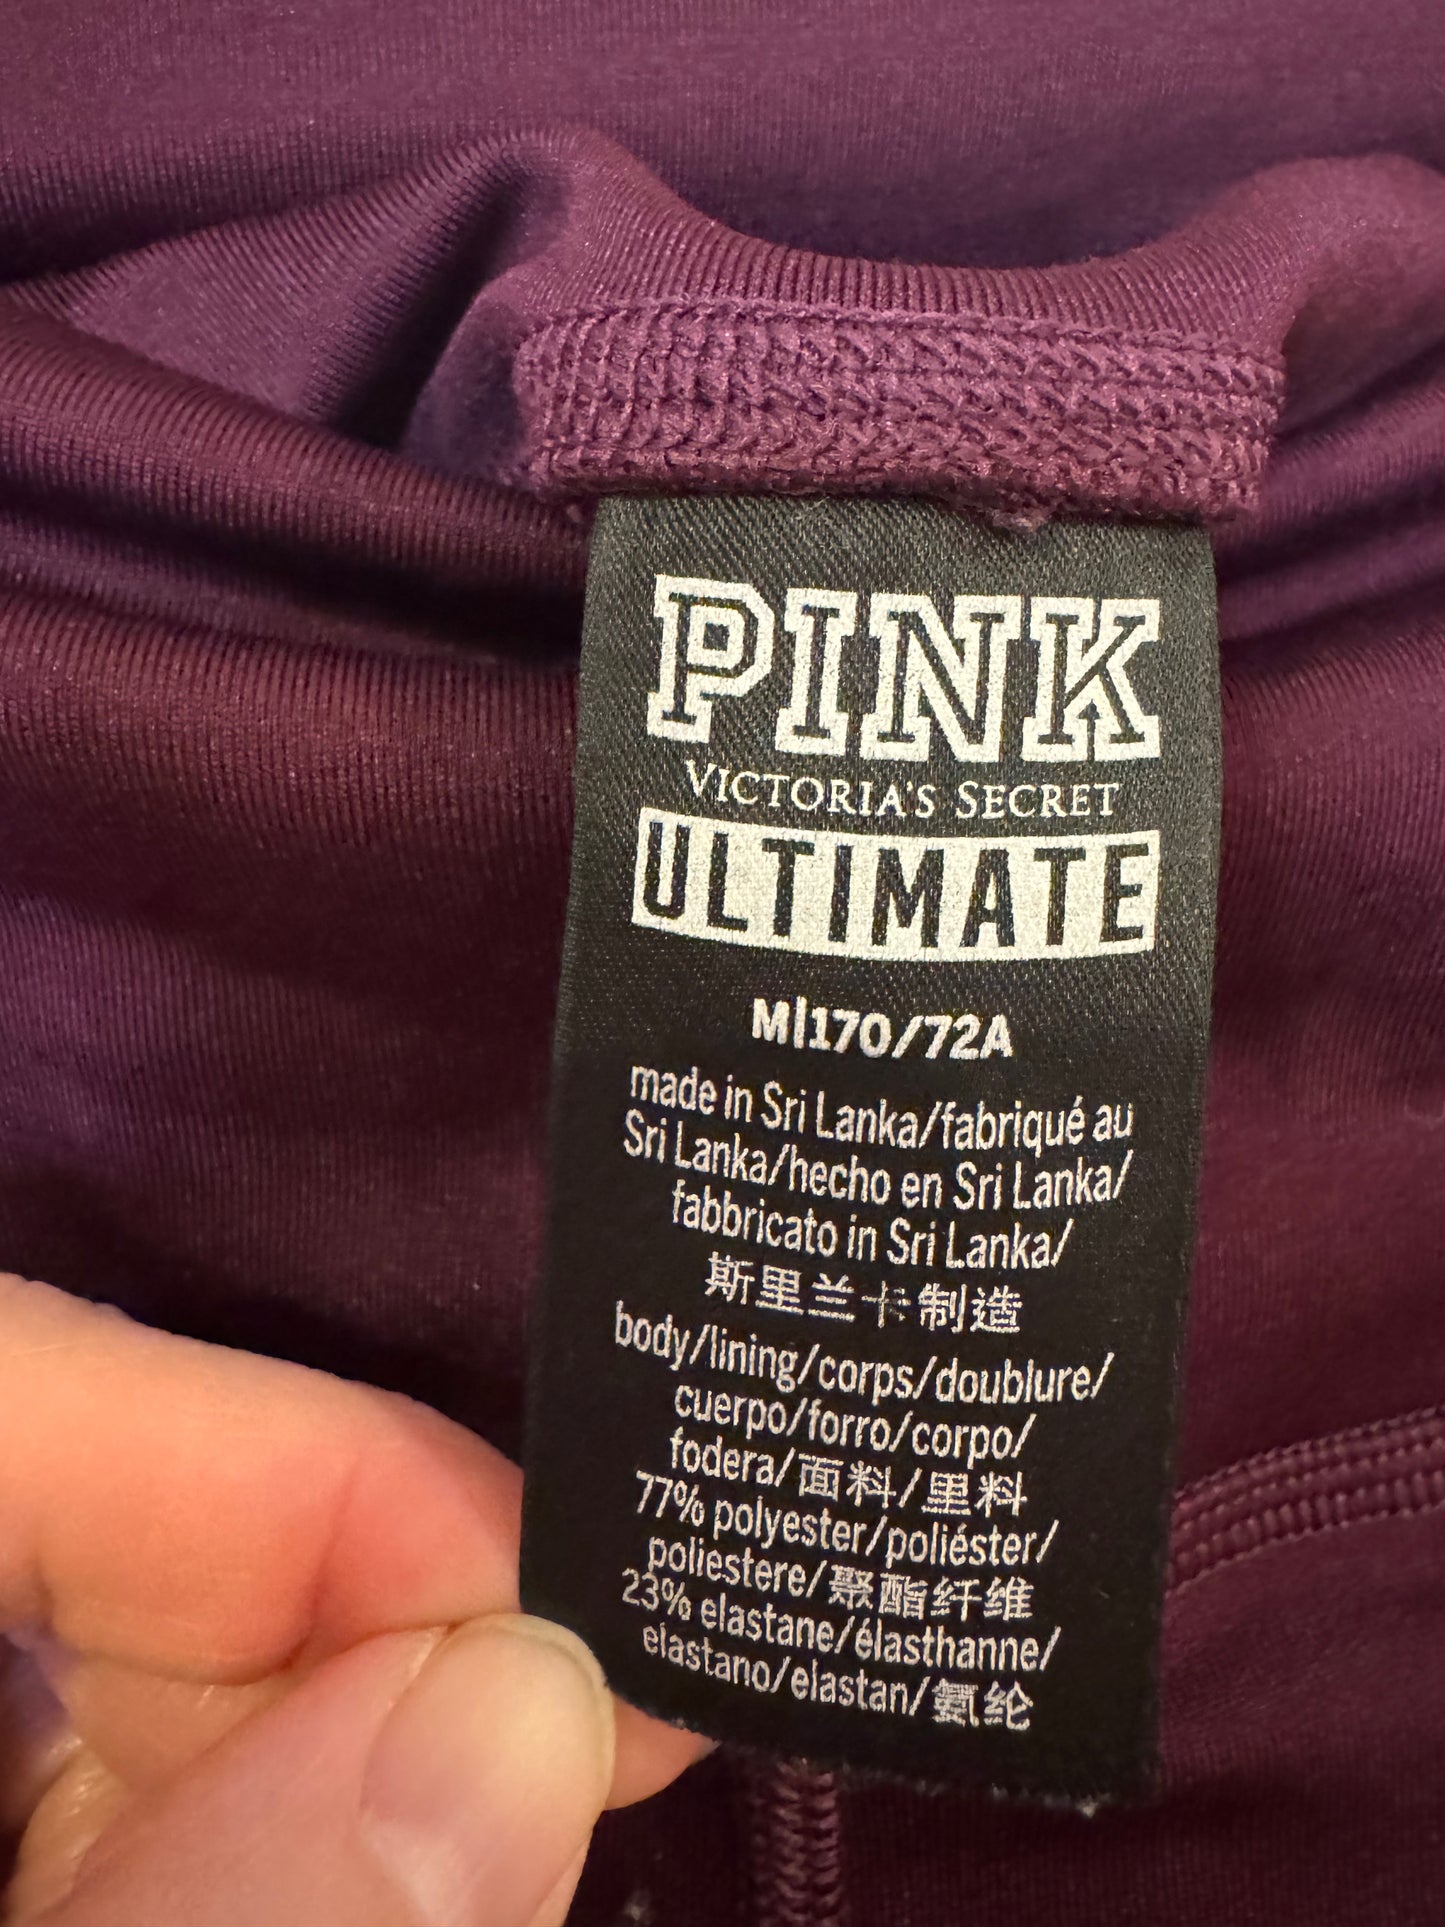 PINK
VICTORIA'S SECRET
ULTIMATE
M|170/72A
made in Sri Lanka/fabriqué au
Sri Lanka/hecho en Sri Lanka/
fabbricato in Sri Lanka/
斯里兰卡制造
body/lining/corps/doublure/
cuerpo/forro/corpo/
fodera/面料/里料
77% polyester/poliéster/
poliestere/聚酯纤维
23% elastane/élasthanne/
elastano/elastan/氨纶